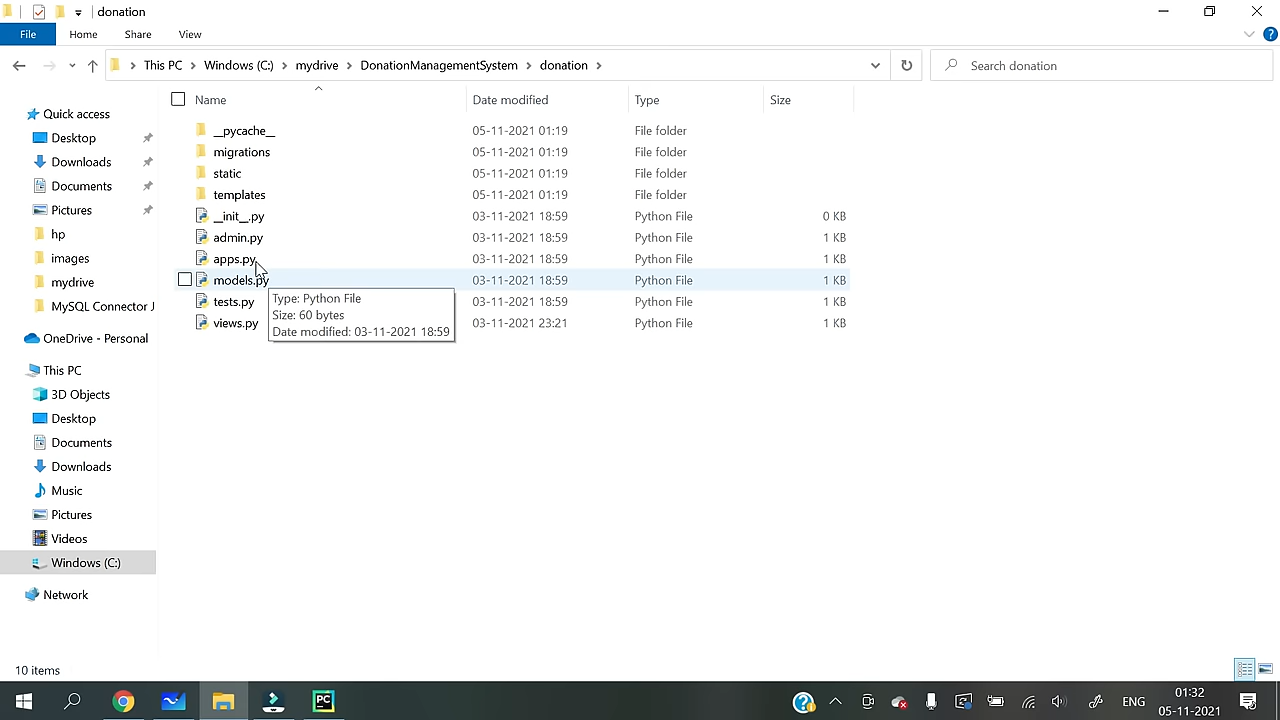 donation
File Home Share View
This PC Windows (C:) mydrive DonationManagementSystem donation
Search donation
Name Date modified Type Size
Quick access
Desktop
Downloads
Documents
Pictures
hp
images
mydrive
MySQL Connector J
OneDrive - Personal
This PC
3D Objects
Desktop
Documents
Downloads
Music
Pictures
Videos
Windows (C:)
Network
__pycache__ 05-11-2021 01:19 File folder
migrations 05-11-2021 01:19 File folder
static 05-11-2021 01:19 File folder
templates 05-11-2021 01:19 File folder
__init__.py 03-11-2021 18:59 Python File 0 KB
admin.py 03-11-2021 18:59 Python File 1 KB
apps.py 03-11-2021 18:59 Python File 1 KB
models.py 03-11-2021 18:59 Python File 1 KB
tests.py 03-11-2021 18:59 Python File 1 KB
views.py 03-11-2021 23:21 Python File 1 KB
Type: Python File
Size: 60 bytes
Date modified: 03-11-2021 18:59
10 items
PC
ENG
01:32
05-11-2021